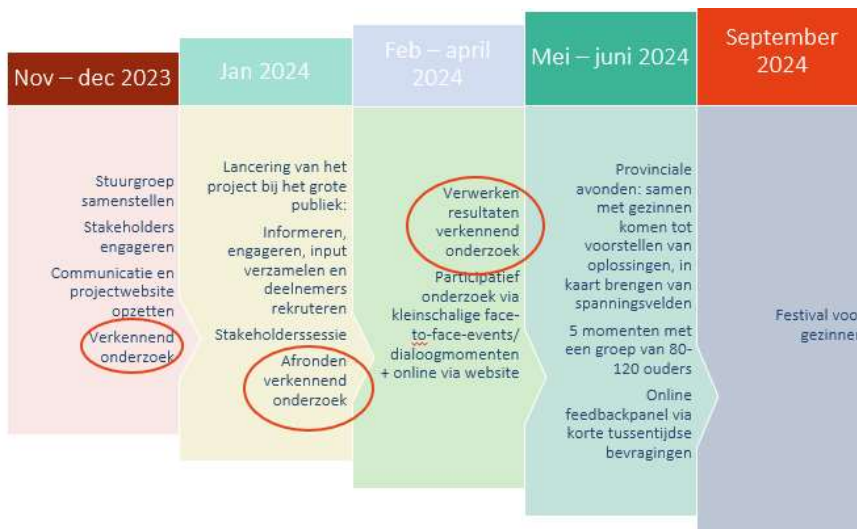 Nov – dec 2023
Stuurgroep
samenstellen
Stakeholders
engageren
Communicatie en
projectwebsite
opzetten
Verkennend
onderzoek
Jan 2024
Lancering van het
project bij het grote
publiek:
Informeren,
engageren, input
verzamelen en
deelnemers
rekruteren
Stakeholderssessie
Afronden
verkennend
onderzoek
Feb – april
2024
Verwerken
resultaten
verkennend
onderzoek
Participatief
onderzoek via
kleinschalige face-
to-face-events/
dialoogmomenten
+ online via website
Mei – juni 2024
Provinciale
avonden: samen
met gezinnen
komen tot
voorstellen van
oplossingen, in
kaart brengen van
spanningsvelden
5 momenten met
een groep van 80-
120 ouders
Online
feedbackpanel via
korte tussentijdse
bevragingen
September
2024
Festival voo
gezinne